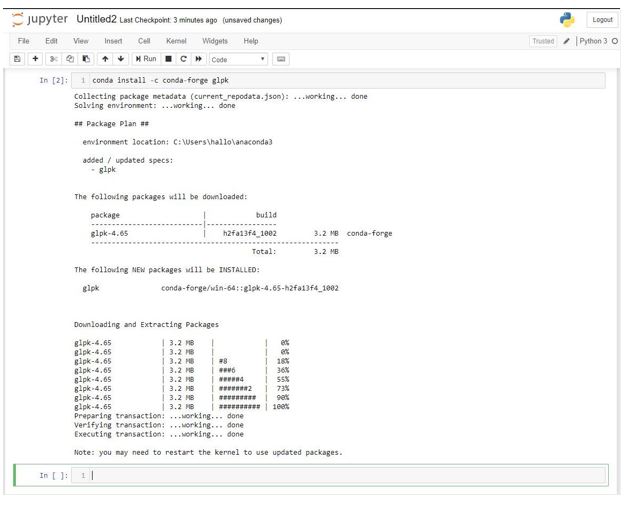 jupyter Untitled2 Last Checkpoint: 3 minutes ago (unsaved changes) Logout
File Edit View Insert Cell Kernel Widgets Help Trusted Python 3
Run Code
In [2]: 1 conda install -c conda-forge glpk
Collecting package metadata (current_repodata.json): ...working... done
Solving environment: ...working... done
## Package Plan ##
environment location: C:\Users\hallo\anaconda3
added / updated specs:
- glpk
The following packages will be downloaded:
package | build
---------------------------|-----------------
glpk-4.65 | h2fa13f4_1002 3.2 MB conda-forge
------------------------------------------------------------
Total: 3.2 MB
The following NEW packages will be INSTALLED:
glpk conda-forge/win-64::glpk-4.65-h2fa13f4_1002
Downloading and Extracting Packages
glpk-4.65 | 3.2 MB | | 0%
glpk-4.65 | 3.2 MB | | 0%
glpk-4.65 | 3.2 MB | #8 | 18%
glpk-4.65 | 3.2 MB | ###6 | 36%
glpk-4.65 | 3.2 MB | #####4 | 55%
glpk-4.65 | 3.2 MB | #######2 | 73%
glpk-4.65 | 3.2 MB | ######### | 90%
glpk-4.65 | 3.2 MB | ########## | 100%
Preparing transaction: ...working... done
Verifying transaction: ...working... done
Executing transaction: ...working... done
Note: you may need to restart the kernel to use updated packages.
In [ ]: 1